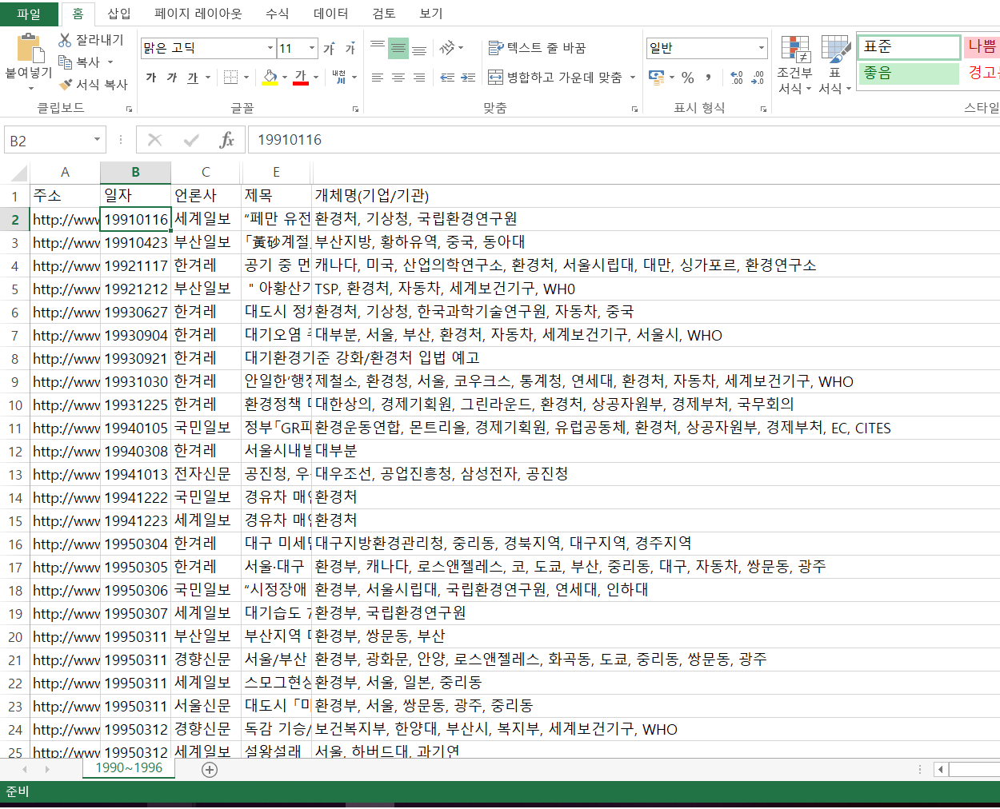 파일 홈 삽입 페이지 레이아웃 수식 데이터 검토 보기
붙여넣기
잘라내기
복사
서식 복사
클립보드
맑은 고딕 11 가 가
가 가 가 가 내천 川
글꼴
텍스트 줄 바꿈
병합하고 가운데 맞춤
맞춤
일반
% , .0 .00 .00 .0
표시 형식
조건부 서식
표 서식
표준 나쁨
좋음
스타일
B2 fx 19910116
A B C E
1 주소 일자 언론사 제목 개체명(기업/기관)
2 http://www 19910116 세계일보 “페만 유전 환경처, 기상청, 국립환경연구원
3 http://www 19910423 부산일보 「黃砂계절 부산지방, 황하유역, 중국, 동아대
4 http://www 19921117 한겨레 공기 중 먼 캐나다, 미국, 산업의학연구소, 환경처, 서울시립대, 대만, 싱가포르, 환경연구소
5 http://www 19921212 부산일보 " 아황산가 TSP, 환경처, 자동차, 세계보건기구, WH0
6 http://www 19930627 한겨레 대도시 정 환경처, 기상청, 한국과학기술연구원, 자동차, 중국
7 http://www 19930904 한겨레 대기오염 대부분, 서울, 부산, 환경처, 자동차, 세계보건기구, 서울시, WHO
8 http://www 19930921 한겨레 대기환경기준 강화/환경처 입법 예고
9 http://www 19931030 한겨레 안일한‘행정 제철소, 환경청, 서울, 코우크스, 통계청, 연세대, 환경처, 자동차, 세계보건기구, WHO
10 http://www 19931225 한겨레 환경정책 대한상의, 경제기획원, 그린라운드, 환경처, 상공자원부, 경제부처, 국무회의
11 http://www 19940105 국민일보 정부「GR파 환경운동연합, 몬트리올, 경제기획원, 유럽공동체, 환경처, 상공자원부, 경제부처, EC, CITES
12 http://www 19940308 한겨레 서울시내 대부분
13 http://www 19941013 전자신문 공진청, 우 대우조선, 공업진흥청, 삼성전자, 공진청
14 http://www 19941222 국민일보 경유차 매연 환경처
15 http://www 19941223 세계일보 경유차 매연 환경처
16 http://www 19950304 한겨레 대구 미세먼 대구지방환경관리청, 중리동, 경북지역, 대구지역, 경주지역
17 http://www 19950305 한겨레 서울·대구 환경부, 캐나다, 로스앤젤레스, 코, 도쿄, 부산, 중리동, 대구, 자동차, 쌍문동, 광주
18 http://www 19950306 국민일보 “시정장애 환경부, 서울시립대, 국립환경연구원, 연세대, 인하대
19 http://www 19950307 세계일보 대기습도 7 환경부, 국립환경연구원
20 http://www 19950311 부산일보 부산지역 환경부, 쌍문동, 부산
21 http://www 19950311 경향신문 서울/부산 환경부, 광화문, 안양, 로스앤젤레스, 화곡동, 도쿄, 중리동, 쌍문동, 광주
22 http://www 19950311 세계일보 스모그현상 환경부, 서울, 일본, 중리동
23 http://www 19950311 서울신문 대도시 「미 환경부, 서울, 쌍문동, 광주, 중리동
24 http://www 19950312 경향신문 독감 기승/ 보건복지부, 한양대, 부산시, 복지부, 세계보건기구, WHO
25 http://www 19950312 세계일보 설왕설래 서울, 하버드대, 과기연
1990~1996
준비